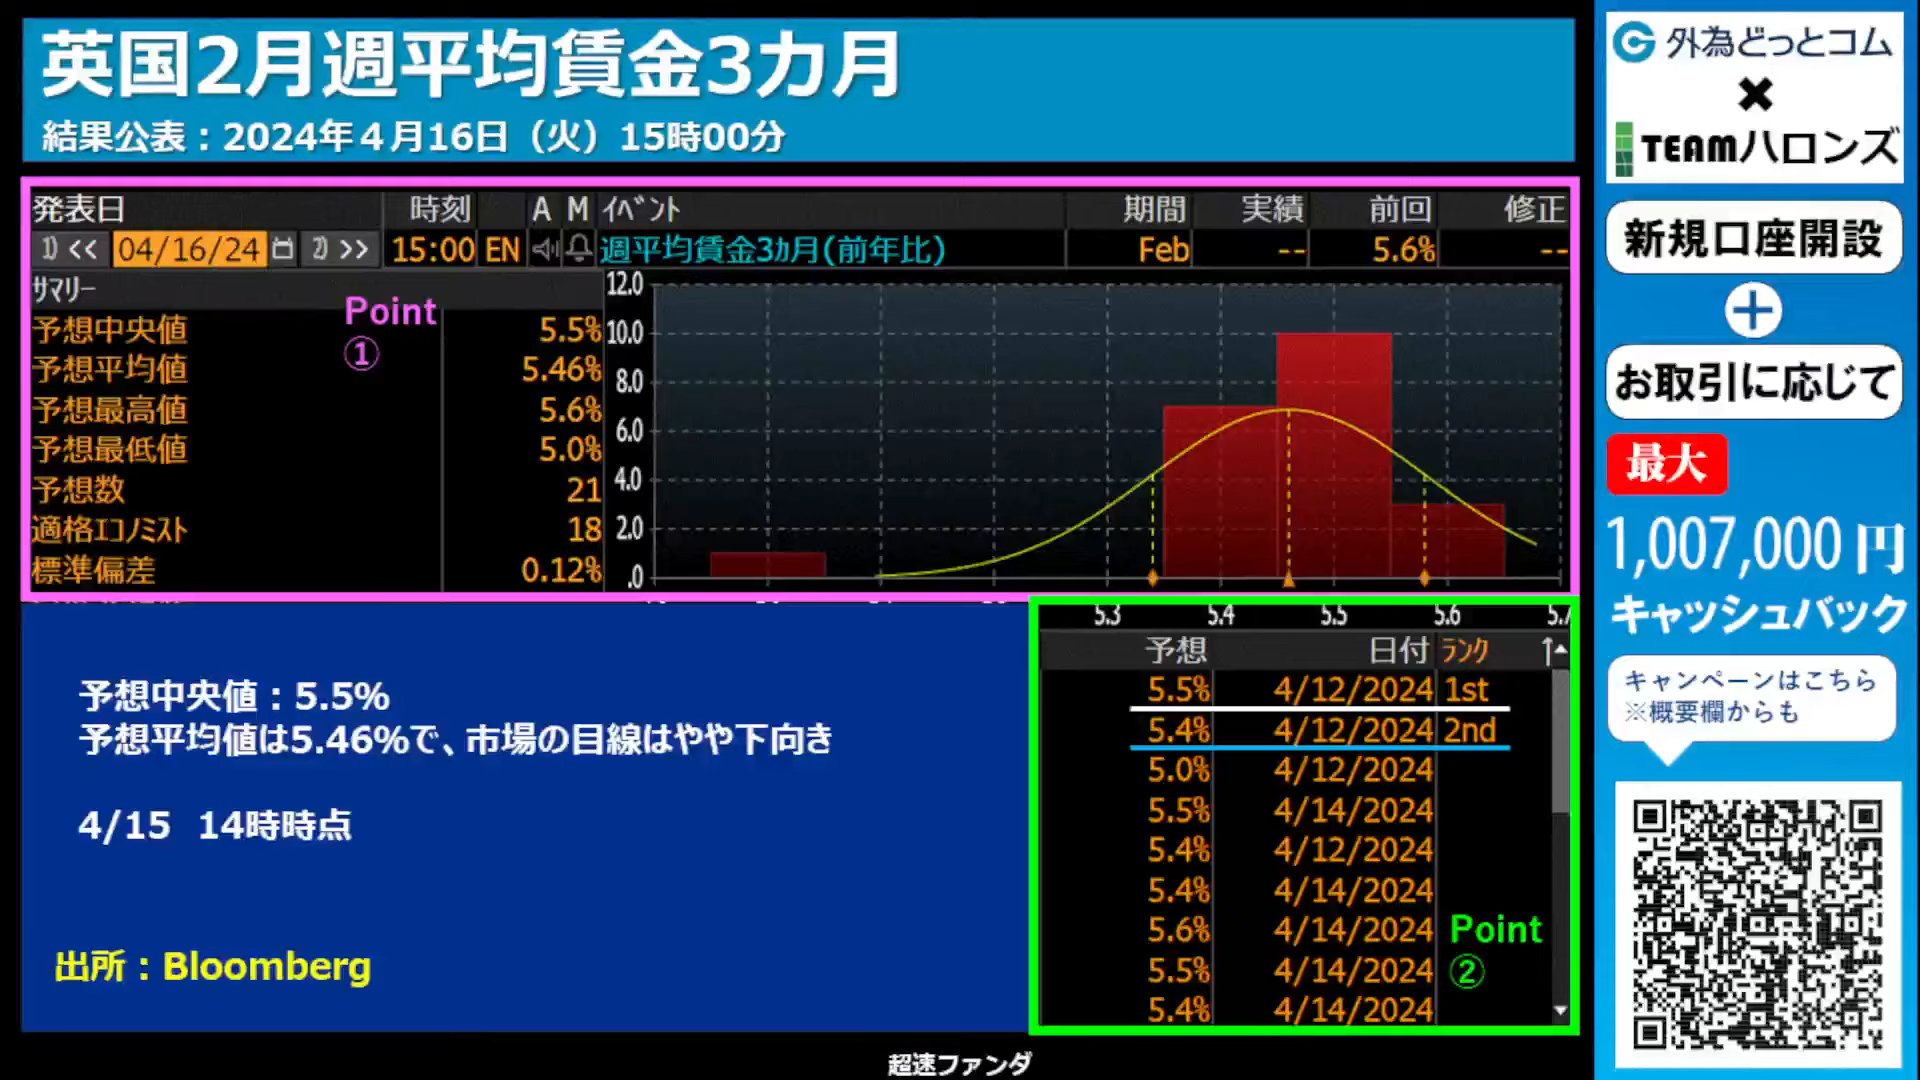 英国2月週平均賃金3カ月
結果公表：2024年４月16日（火）15時00分
発表日 時刻 A M ｲﾍﾞﾝﾄ 期間 実績 前回 修正
1) << 04/16/24 2) >> 15:00 EN 週平均賃金3ｶ月(前年比) Feb -- 5.6% --
ｻﾏﾘｰ
Point
①
予想中央値 5.5%
予想平均値 5.46%
予想最高値 5.6%
予想最低値 5.0%
予想数 21
適格ｴｺﾉﾐｽﾄ 18
標準偏差 0.12%
12.0
10.0
8.0
6.0
4.0
2.0
.0
5.3 5.4 5.5 5.6 5.7
予想 日付 ﾗﾝｸ ↑
5.5% 4/12/2024 1st
5.4% 4/12/2024 2nd
5.0% 4/12/2024
5.5% 4/14/2024
5.4% 4/12/2024
5.4% 4/14/2024
5.6% 4/14/2024
5.5% 4/14/2024
5.4% 4/14/2024
Point
②
予想中央値：5.5%
予想平均値は5.46%で、市場の目線はやや下向き
4/15 14時時点
出所：Bloomberg
超速ファンダ
外為どっとコム
×
TEAMハロンズ
新規口座開設
+
お取引に応じて
最大
1,007,000 円
キャッシュバック
キャンペーンはこちら
※概要欄からも